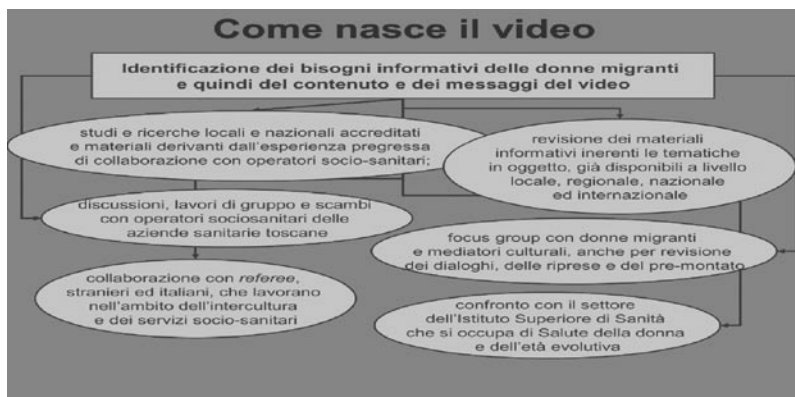 Come nasce il video
Identificazione dei bisogni informativi delle donne migranti
e quindi del contenuto e dei messaggi del video
studi e ricerche locali e nazionali accreditati
e materiali derivanti dall'esperienza pregressa
di collaborazione con operatori socio-sanitari;
revisione dei materiali
informativi inerenti le tematiche
in oggetto, già disponibili a livello
locale, regionale, nazionale
ed internazionale
discussioni, lavori di gruppo e scambi
con operatori sociosanitari delle
aziende sanitarie toscane
focus group con donne migranti
e mediatori culturali, anche per revisione
dei dialoghi, delle riprese e del pre-montato
collaborazione con referee,
stranieri ed italiani, che lavorano
nell'ambito dell'intercultura
e dei servizi socio-sanitari
confronto con il settore
dell'Istituto Superiore di Sanità
che si occupa di Salute della donna
e dell'età evolutiva